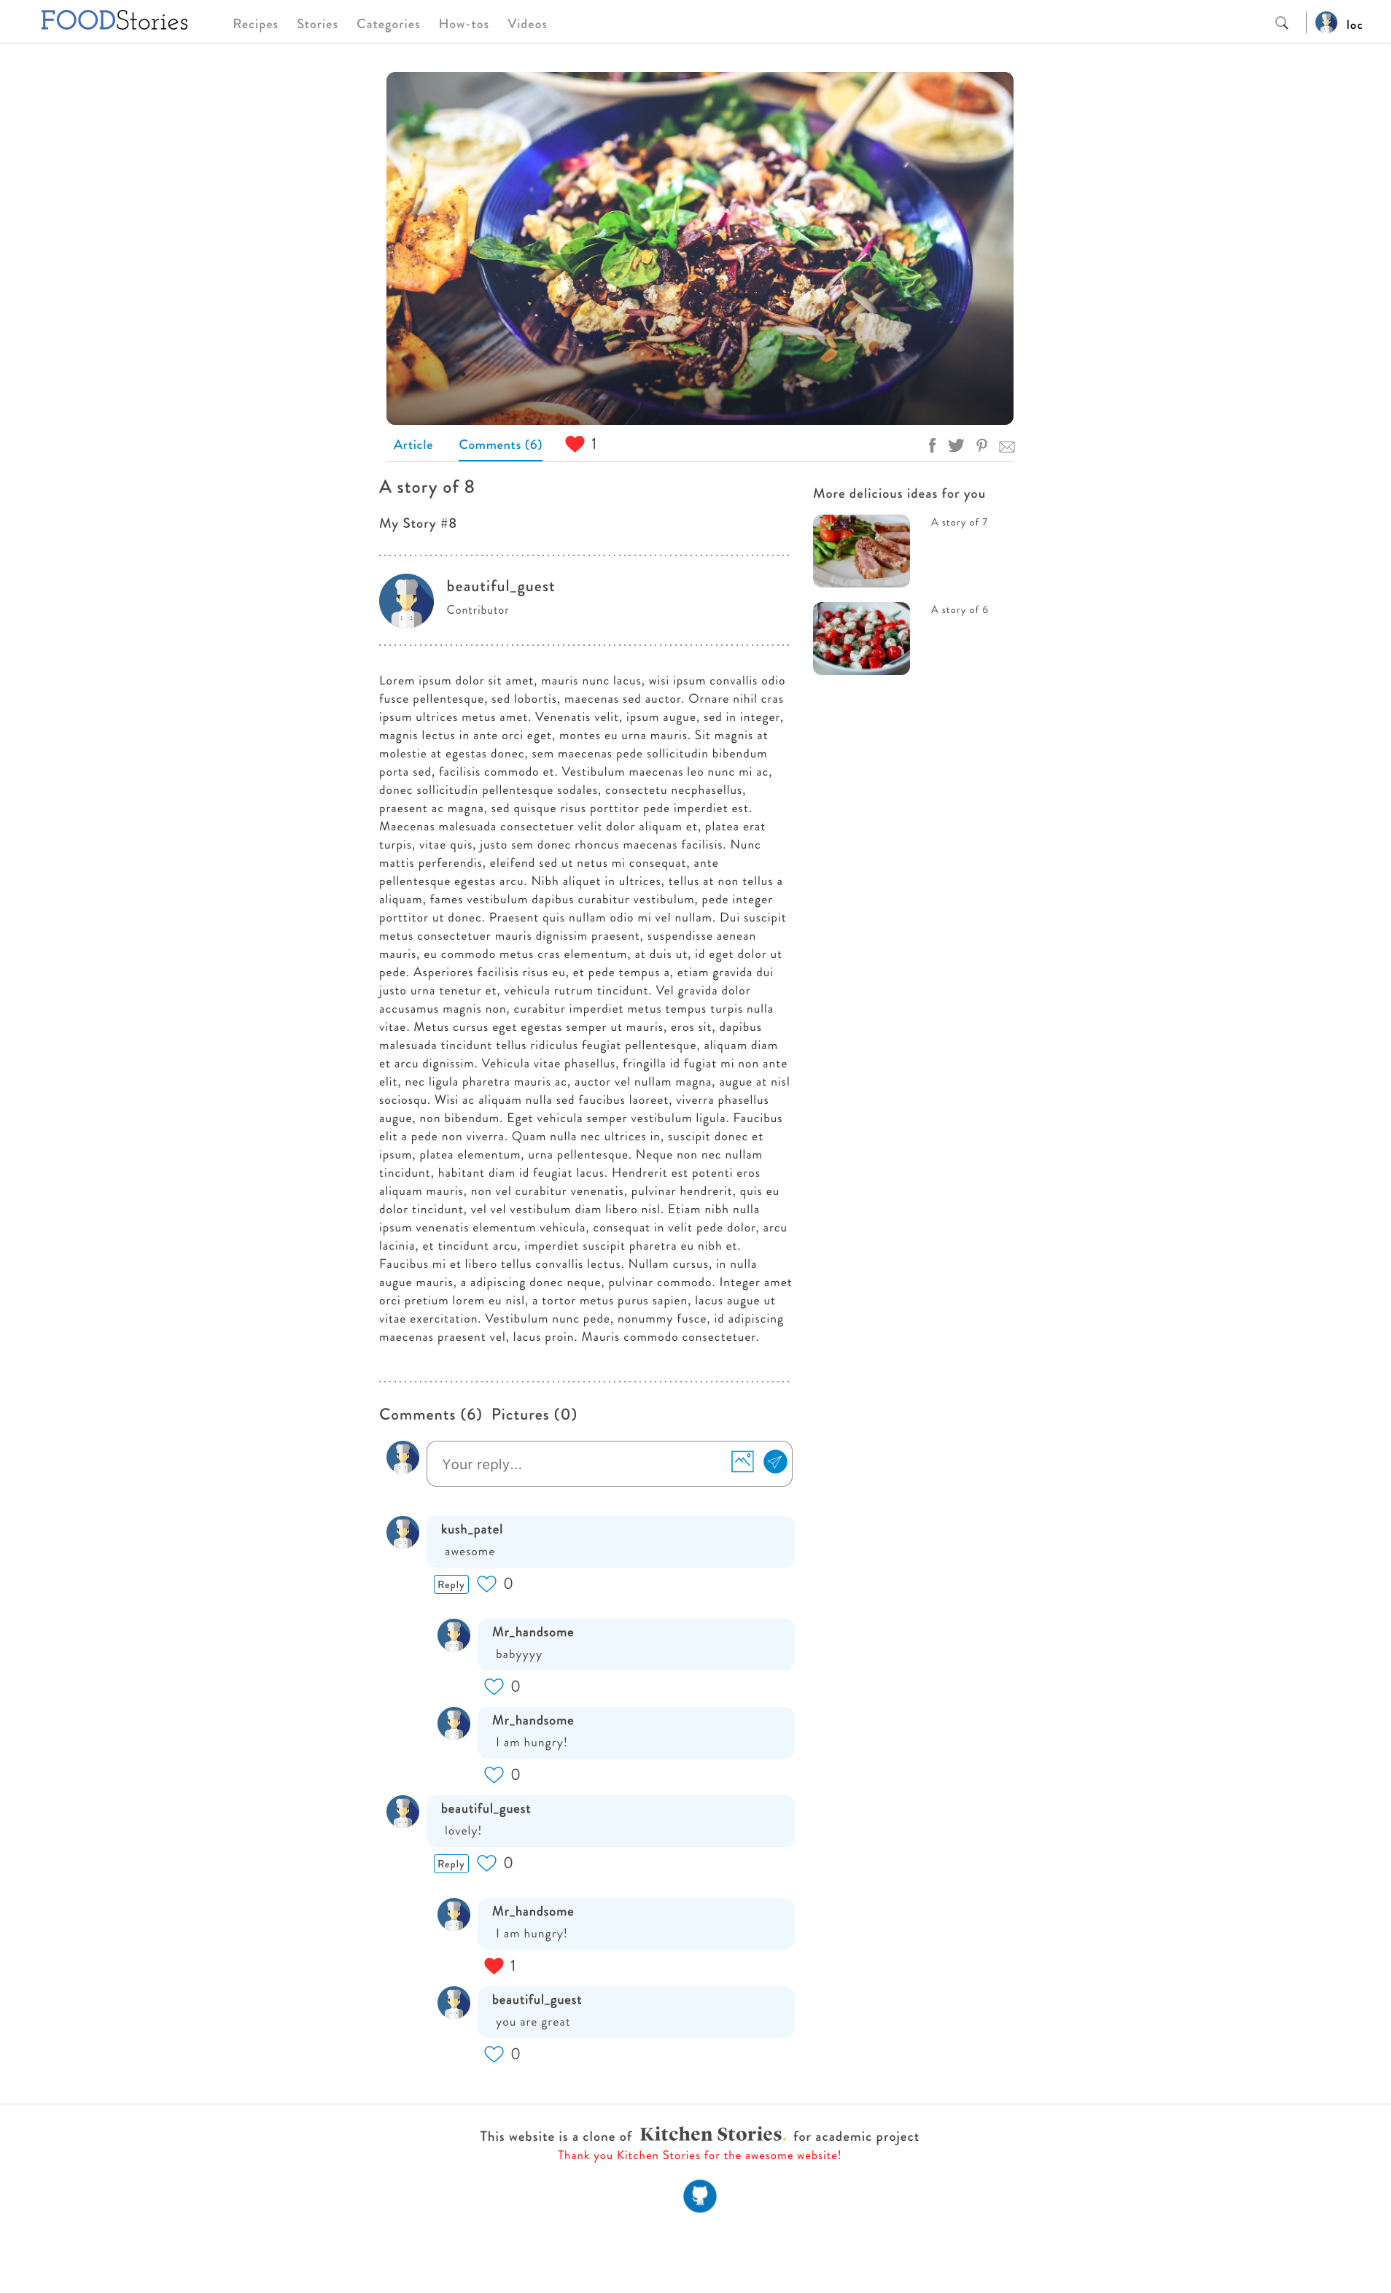 FOODStories Recipes Stories Categories How-tos Videos loc
Article Comments (6) 1
A story of 8
My Story #8
beautiful_guest
Contributor
Lorem ipsum dolor sit amet, mauris nunc lacus, wisi ipsum convallis odio
fusce pellentesque, sed lobortis, maecenas sed auctor. Ornare nihil cras
ipsum ultrices metus amet. Venenatis velit, ipsum augue, sed in integer,
magnis lectus in ante orci eget, montes eu urna mauris. Sit magnis at
molestie at egestas donec, sem maecenas pede sollicitudin bibendum
porta sed, facilisis commodo et. Vestibulum maecenas leo nunc mi ac,
donec sollicitudin pellentesque sodales, consectetu necphasellus,
praesent ac magna, sed quisque risus porttitor pede imperdiet est.
Maecenas malesuada consectetuer velit dolor aliquam et, platea erat
turpis, vitae quis, justo sem donec rhoncus maecenas facilisis. Nunc
mattis perferendis, eleifend sed ut netus mi consequat, ante
pellentesque egestas arcu. Nibh aliquet in ultrices, tellus at non tellus a
aliquam, fames vestibulum dapibus curabitur vestibulum, pede integer
porttitor ut donec. Praesent quis nullam odio mi vel nullam. Dui suscipit
metus consectetuer mauris dignissim praesent, suspendisse aenean
mauris, eu commodo metus cras elementum, at duis ut, id eget dolor ut
pede. Asperiores facilisis risus eu, et pede tempus a, etiam gravida dui
justo urna tenetur et, vehicula rutrum tincidunt. Vel gravida dolor
accusamus magnis non, curabitur imperdiet metus tempus turpis nulla
vitae. Metus cursus eget egestas semper ut mauris, eros sit, dapibus
malesuada tincidunt tellus ridiculus feugiat pellentesque, aliquam diam
et arcu dignissim. Vehicula vitae phasellus, fringilla id fugiat mi non ante
elit, nec ligula pharetra mauris ac, auctor vel nullam magna, augue at nisl
sociosqu. Wisi ac aliquam nulla sed faucibus laoreet, viverra phasellus
augue, non bibendum. Eget vehicula semper vestibulum ligula. Faucibus
elit a pede non viverra. Quam nulla nec ultrices in, suscipit donec et
ipsum, platea elementum, urna pellentesque. Neque non nec nullam
tincidunt, habitant diam id feugiat lacus. Hendrerit est potenti eros
aliquam mauris, non vel curabitur venenatis, pulvinar hendrerit, quis eu
dolor tincidunt, vel vel vestibulum diam libero nisl. Etiam nibh nulla
ipsum venenatis elementum vehicula, consequat in velit pede dolor, arcu
lacinia, et tincidunt arcu, imperdiet suscipit pharetra eu nibh et.
Faucibus mi et libero tellus convallis lectus. Nullam cursus, in nulla
augue mauris, a adipiscing donec neque, pulvinar commodo. Integer amet
orci pretium lorem eu nisl, a tortor metus purus sapien, lacus augue ut
vitae exercitation. Vestibulum nunc pede, nonummy fusce, id adipiscing
maecenas praesent vel, lacus proin. Mauris commodo consectetuer.
More delicious ideas for you
A story of 7
A story of 6
Comments (6) Pictures (0)
Your reply...
kush_patel
awesome
Reply 0
Mr_handsome
babyyyy
0
Mr_handsome
I am hungry!
0
beautiful_guest
lovely!
Reply 0
Mr_handsome
I am hungry!
1
beautiful_guest
you are great
0
This website is a clone of Kitchen Stories. for academic project
Thank you Kitchen Stories for the awesome website!